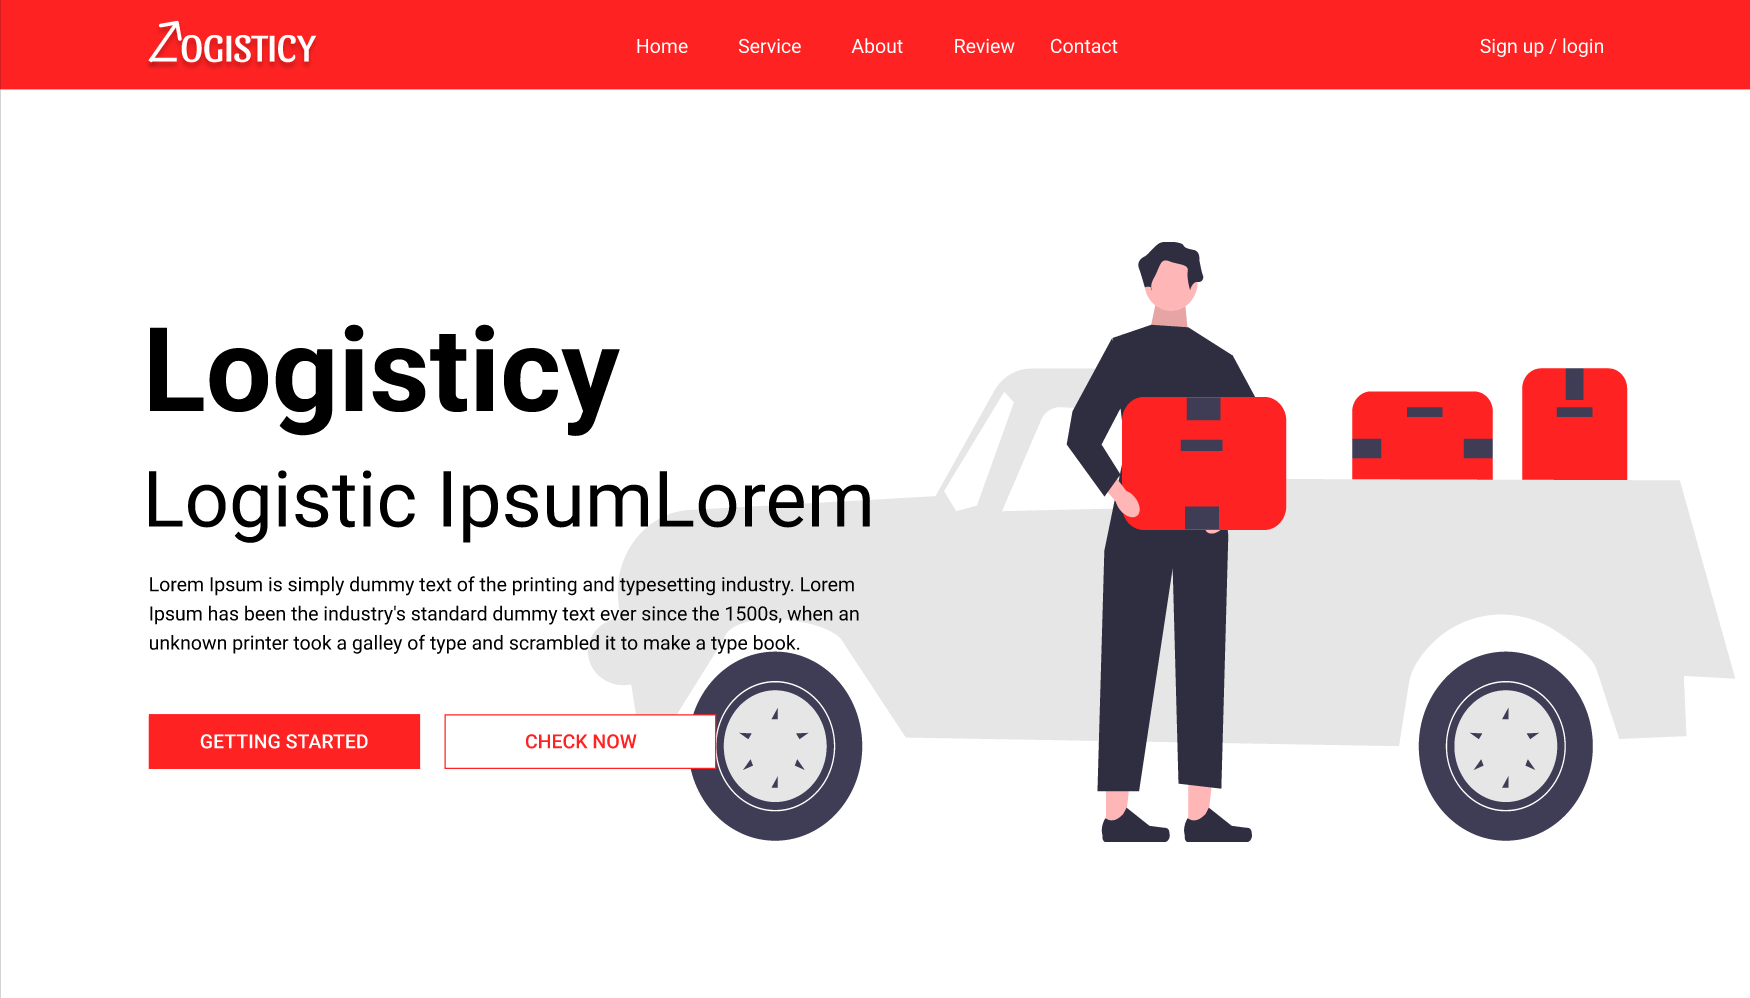 LOGISTICY
Home Service About Review Contact Sign up / login
Logisticy
Logistic IpsumLorem
Lorem Ipsum is simply dummy text of the printing and typesetting industry. Lorem
Ipsum has been the industry's standard dummy text ever since the 1500s, when an
unknown printer took a galley of type and scrambled it to make a type book.
GETTING STARTED CHECK NOW